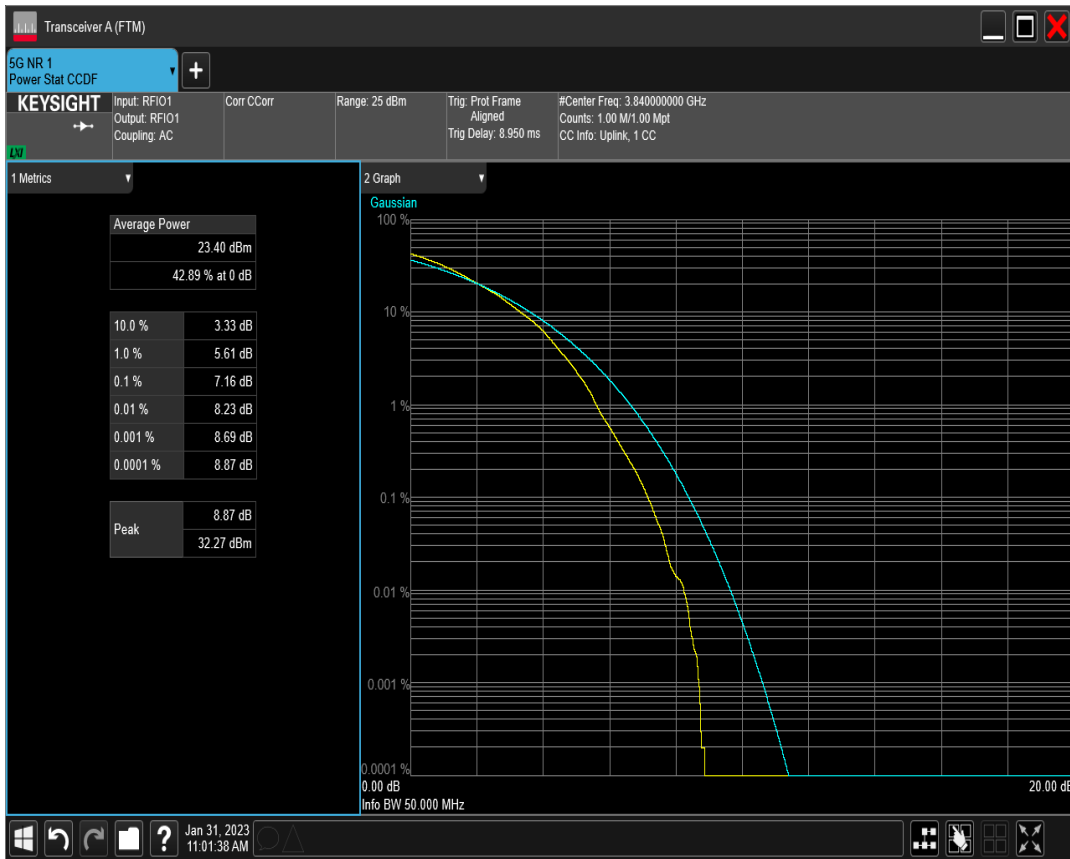 Transceiver A (FTM)
5G NR 1
Power Stat CCDF
+
KEYSIGHT
LXI
Input: RFIO1
Output: RFIO1
Coupling: AC
Corr CCorr
Range: 25 dBm
Trig: Prot Frame
Aligned
Trig Delay: 8.950 ms
#Center Freq: 3.840000000 GHz
Counts: 1.00 M/1.00 Mpt
CC Info: Uplink, 1 CC
1 Metrics
Average Power
23.40 dBm
42.89 % at 0 dB
10.0 % 3.33 dB
1.0 % 5.61 dB
0.1 % 7.16 dB
0.01 % 8.23 dB
0.001 % 8.69 dB
0.0001 % 8.87 dB
Peak 8.87 dB
32.27 dBm
2 Graph
Gaussian
100 %
10 %
1 %
0.1 %
0.01 %
0.001 %
0.0001 %
0.00 dB 20.00 dB
Info BW 50.000 MHz
?
Jan 31, 2023
11:01:38 AM